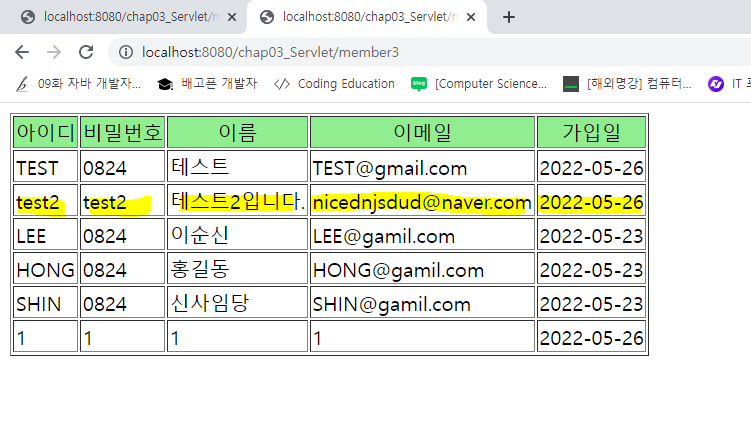 localhost:8080/chap03_Servlet/m
localhost:8080/chap03_Servlet/m
localhost:8080/chap03_Servlet/member3
09화 자바 개발자... 배고픈 개발자 Coding Education blog [Computer Science... [해외명강] 컴퓨터... IT
아이디 비밀번호 이름 이메일 가입일
TEST 0824 테스트 TEST@gmail.com 2022-05-26
test2 test2 테스트2입니다. nicednjsdud@naver.com 2022-05-26
LEE 0824 이순신 LEE@gamil.com 2022-05-23
HONG 0824 홍길동 HONG@gamil.com 2022-05-23
SHIN 0824 신사임당 SHIN@gamil.com 2022-05-23
1 1 1 1 2022-05-26